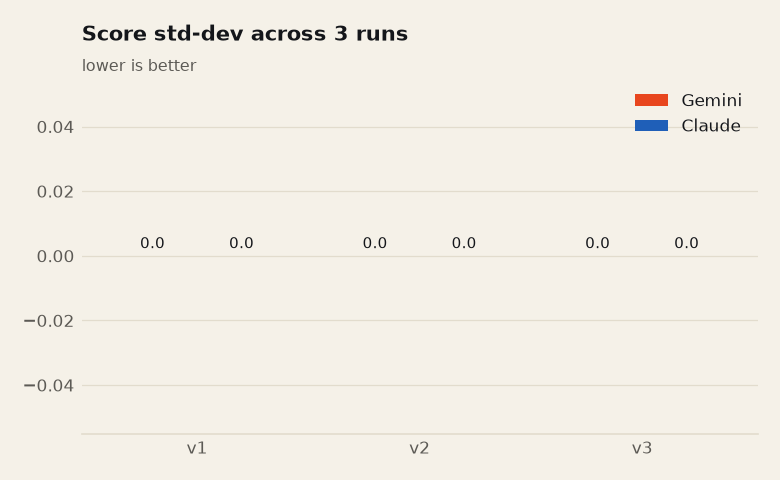 Score std-dev across 3 runs
lower is better
Gemini
Claude
0.04
0.02
0.00
−0.02
−0.04
0.0 0.0 0.0 0.0 0.0 0.0
v1 v2 v3